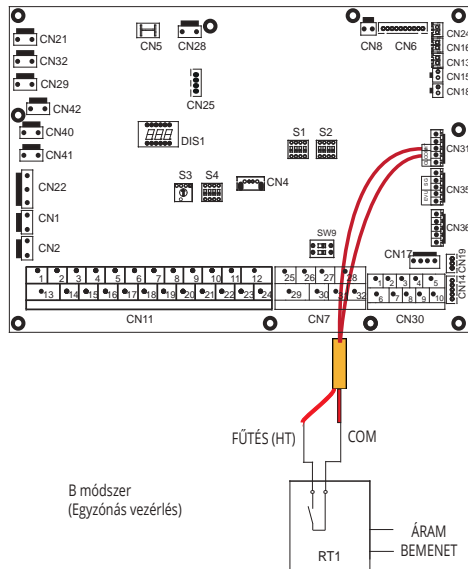 CN21
CN32
CN29
CN42
CN40
CN41
CN22
CN1
CN2
CN5
CN28
CN25
DIS1
S3
S4
CN4
S1
S2
SW9
CN8
CN6
CN24
CN16
CN13
CN15
CN18
CN31
CN35
CN36
CN17
CN19
CN14
1 2 3 4 5 6 7 8 9 10 11 12
13 14 15 16 17 18 19 20 21 22 23 24
CN11
25 26 27 28
29 30 31 32
CN7
1 2 3 4 5
6 7 8 9 10
CN30
FŰTÉS (HT)
COM
B módszer
(Egyzónás vezérlés)
RT1
ÁRAM
BEMENET